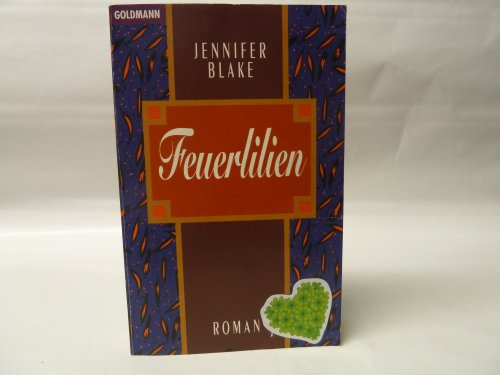 GOLDMANN
JENNIFER
BLAKE
Feuerlilien
ROMAN